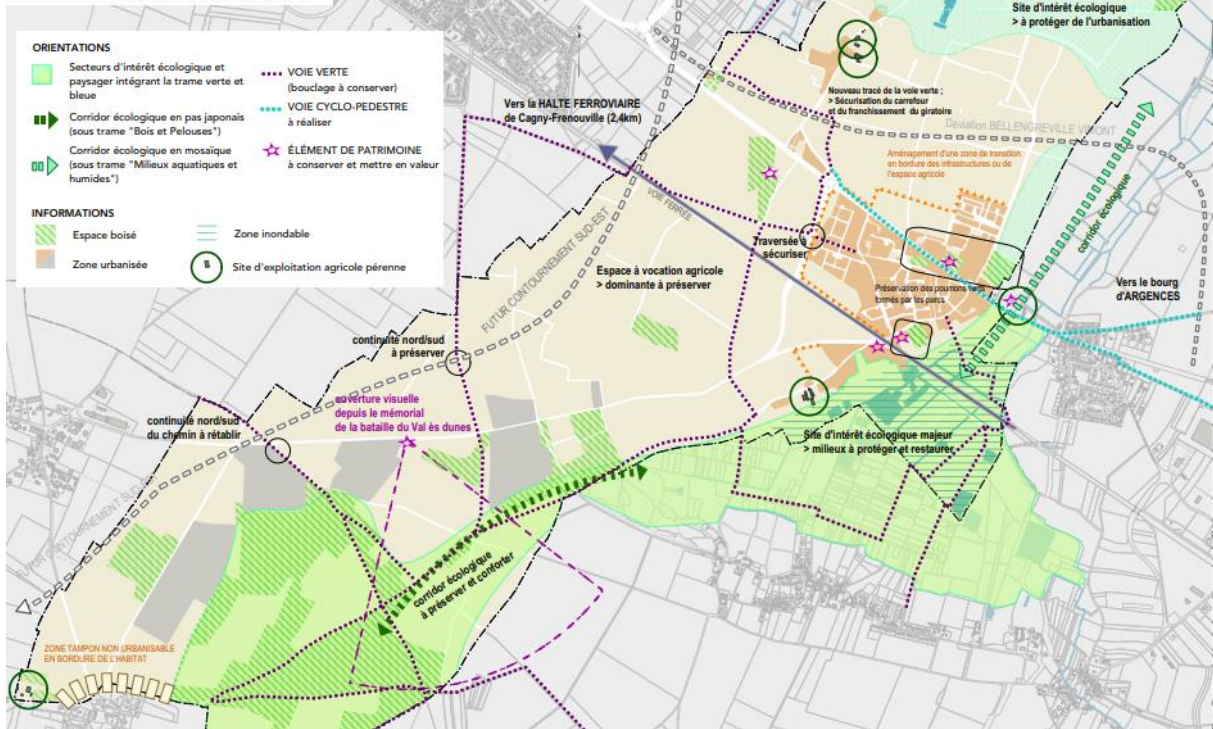 ORIENTATIONS
Secteurs d'intérêt écologique et
paysager intégrant la trame verte et
bleue
Corridor écologique en pas japonais
(sous trame "Bois et Pelouses")
Corridor écologique en mosaïque
(sous trame "Milieux aquatiques et
humides")
VOIE VERTE
(bouclage à conserver)
VOIE CYCLO-PEDESTRE
à réaliser
ÉLÉMENT DE PATRIMOINE
à conserver et mettre en valeur
INFORMATIONS
Espace boisé
Zone urbanisée
Zone inondable
Site d'exploitation agricole pérenne
Site d'intérêt écologique
> à protéger de l'urbanisation
Vers la HALTE FERROVIAIRE
de Cagny-Frenouville (2,4km)
Nouveau tracé de la voie verte ;
> Sécurisation du carrefour
et du franchissement du giratoire
Déviation BELLENGREVILLE VIMONT
Aménagement d'une zone de transition
en bordure des infrastructures ou de
l'espace agricole
corridor écologique
VOIE FERRÉE
Traversée à
sécuriser
Espace à vocation agricole
> dominante à préserver
Préservation des poumons verts
formés par les parcs
Vers le bourg
d'ARGENCES
FUTUR CONTOURNEMENT SUD-EST
continuité nord/sud
à préserver
ouverture visuelle
depuis le mémorial
de la bataille du Val ès dunes
continuité nord/sud
du chemin à rétablir
Site d'intérêt écologique majeur
> milieux à protéger et restaurer
corridor écologique
à préserver et conforter
FUTUR CONTOURNEMENT SUD-
ZONE TAMPON NON URBANISABLE
EN BORDURE DE L'HABITAT